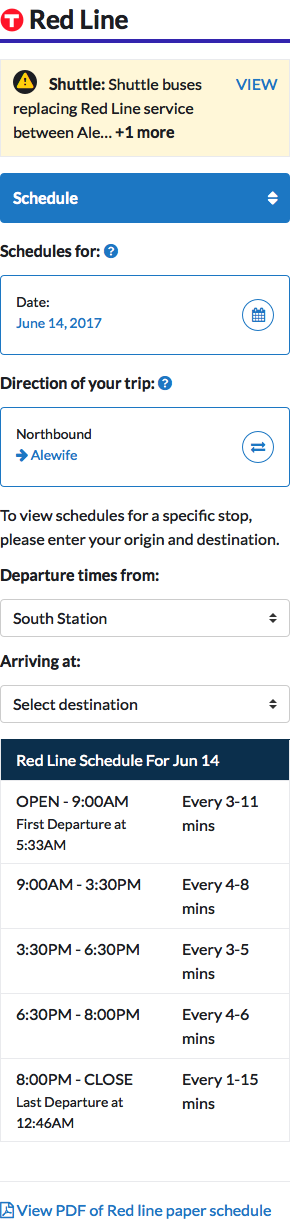 T Red Line
Shuttle: Shuttle buses VIEW
replacing Red Line service
between Ale... +1 more
Schedule
Schedules for: ?
Date:
June 14, 2017
Direction of your trip: ?
Northbound
Alewife
To view schedules for a specific stop,
please enter your origin and destination.
Departure times from:
South Station
Arriving at:
Select destination
Red Line Schedule For Jun 14
OPEN - 9:00AM Every 3-11
First Departure at mins
5:33AM
9:00AM - 3:30PM Every 4-8
mins
3:30PM - 6:30PM Every 3-5
mins
6:30PM - 8:00PM Every 4-6
mins
8:00PM - CLOSE Every 1-15
Last Departure at mins
12:46AM
View PDF of Red line paper schedule